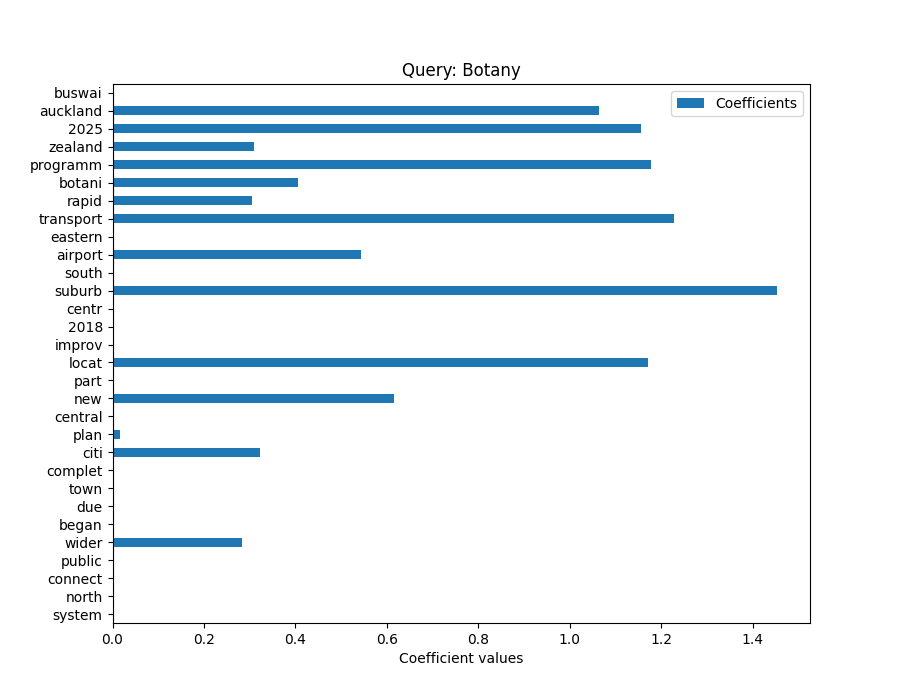 Query: Botany
Coefficients
buswai
auckland
2025
zealand
programm
botani
rapid
transport
eastern
airport
south
suburb
centr
2018
improv
locat
part
new
central
plan
citi
complet
town
due
began
wider
public
connect
north
system
0.0 0.2 0.4 0.6 0.8 1.0 1.2 1.4
Coefficient values